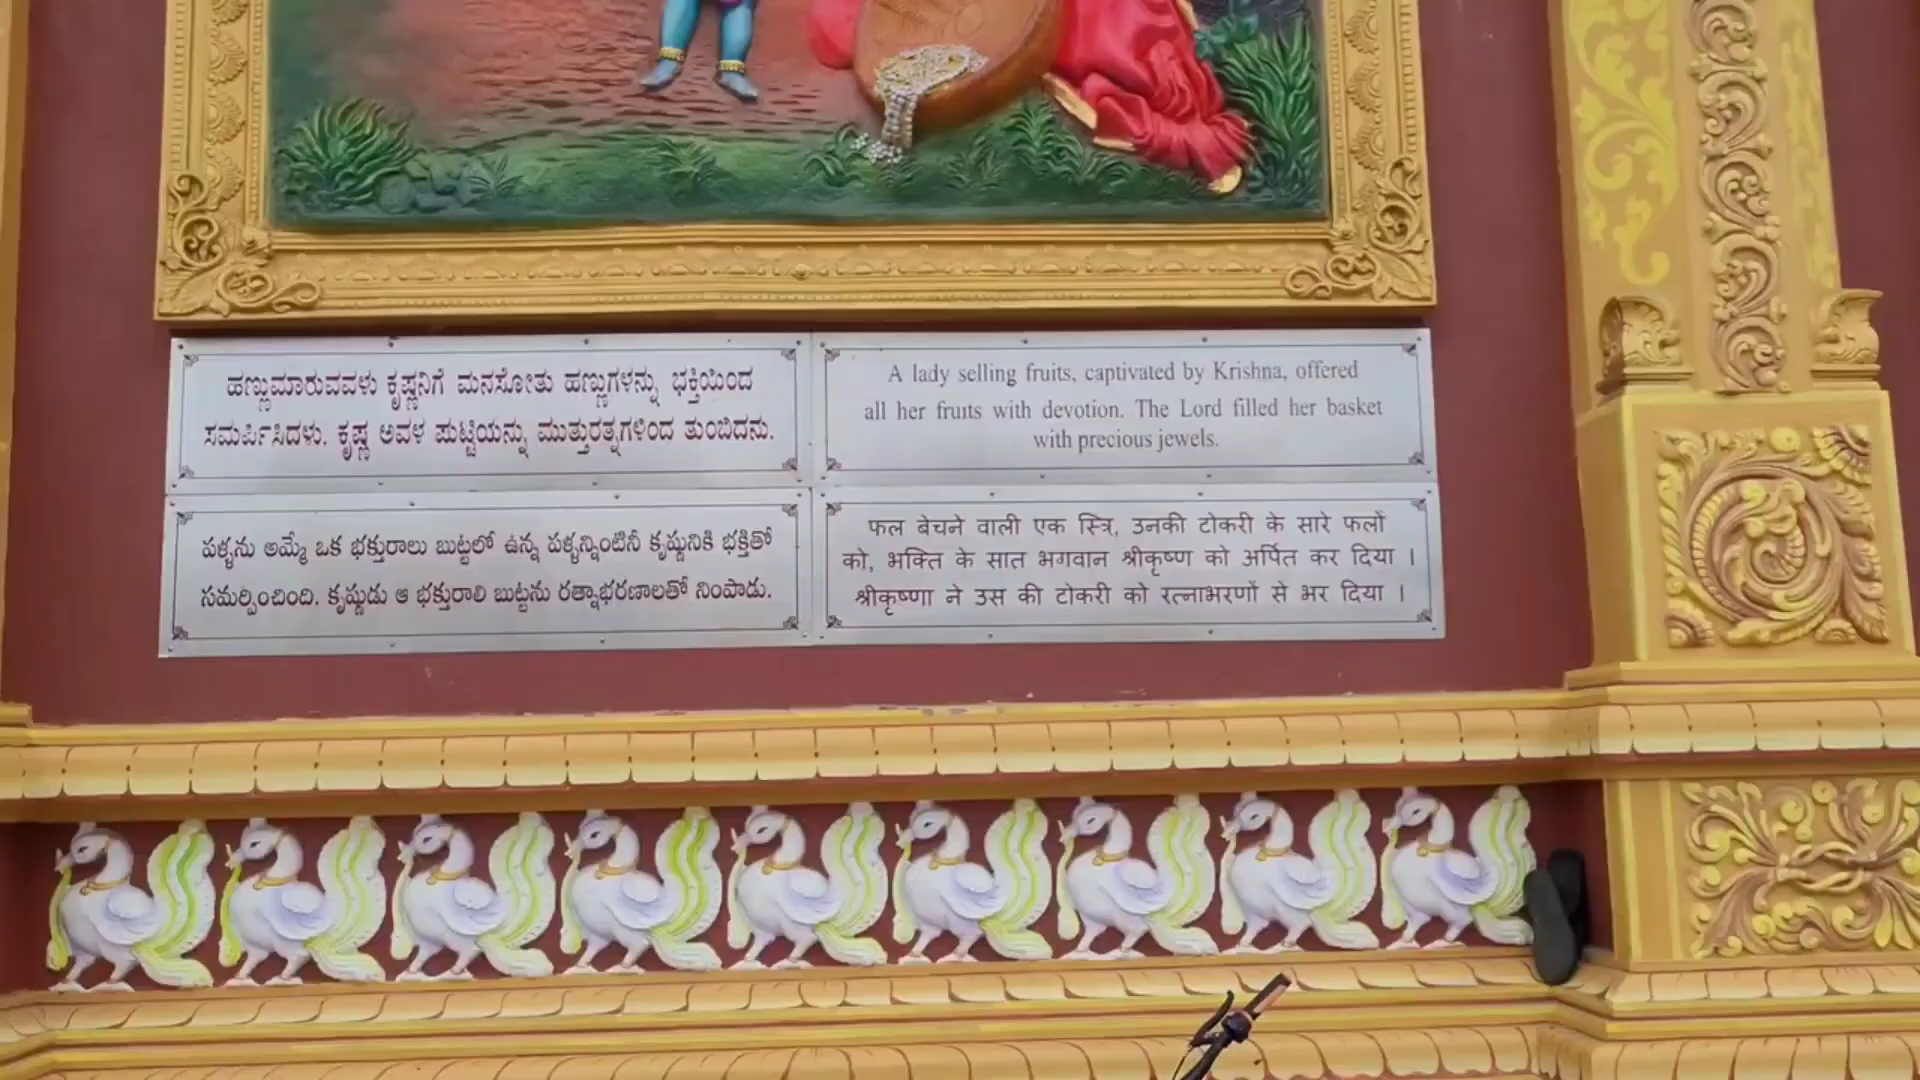 ಹಣ್ಣುಮಾರುವವಳು ಕೃಷ್ಣನಿಗೆ ಮನಸೋತು ಹಣ್ಣುಗಳನ್ನು ಭಕ್ತಿಯಿಂದ
ಸಮರ್ಪಿಸಿದಳು. ಕೃಷ್ಣ ಅವಳ ಪುಟ್ಟಿಯನ್ನು ಮುತ್ತುರತ್ನಗಳಿಂದ ತುಂಬಿದನು.
A lady selling fruits, captivated by Krishna, offered
all her fruits with devotion. The Lord filled her basket
with precious jewels.
పళ్ళను అమ్మే ఒక భక్తురాలు బుట్టలో ఉన్న పళ్ళన్నింటినీ కృష్ణునికి భక్తితో
సమర్పించింది. కృష్ణుడు ఆ భక్తురాలి బుట్టను రత్నాభరణాలతో నింపాడు.
फल बेचने वाली एक स्त्रि, उनकी टोकरी के सारे फलों
को, भक्ति के सात भगवान श्रीकृष्ण को अर्पित कर दिया ।
श्रीकृष्णा ने उस की टोकरी को रत्नाभरणों से भर दिया ।